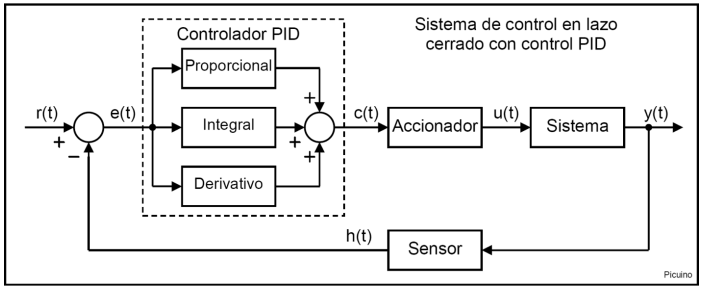 Sistema de control en lazo
cerrado con control PID
Controlador PID
Proporcional
r(t)
e(t)
Integral
c(t)
Accionador
u(t)
Sistema
y(t)
+
−
+
+
+
Derivativo
h(t)
Sensor
Picuino